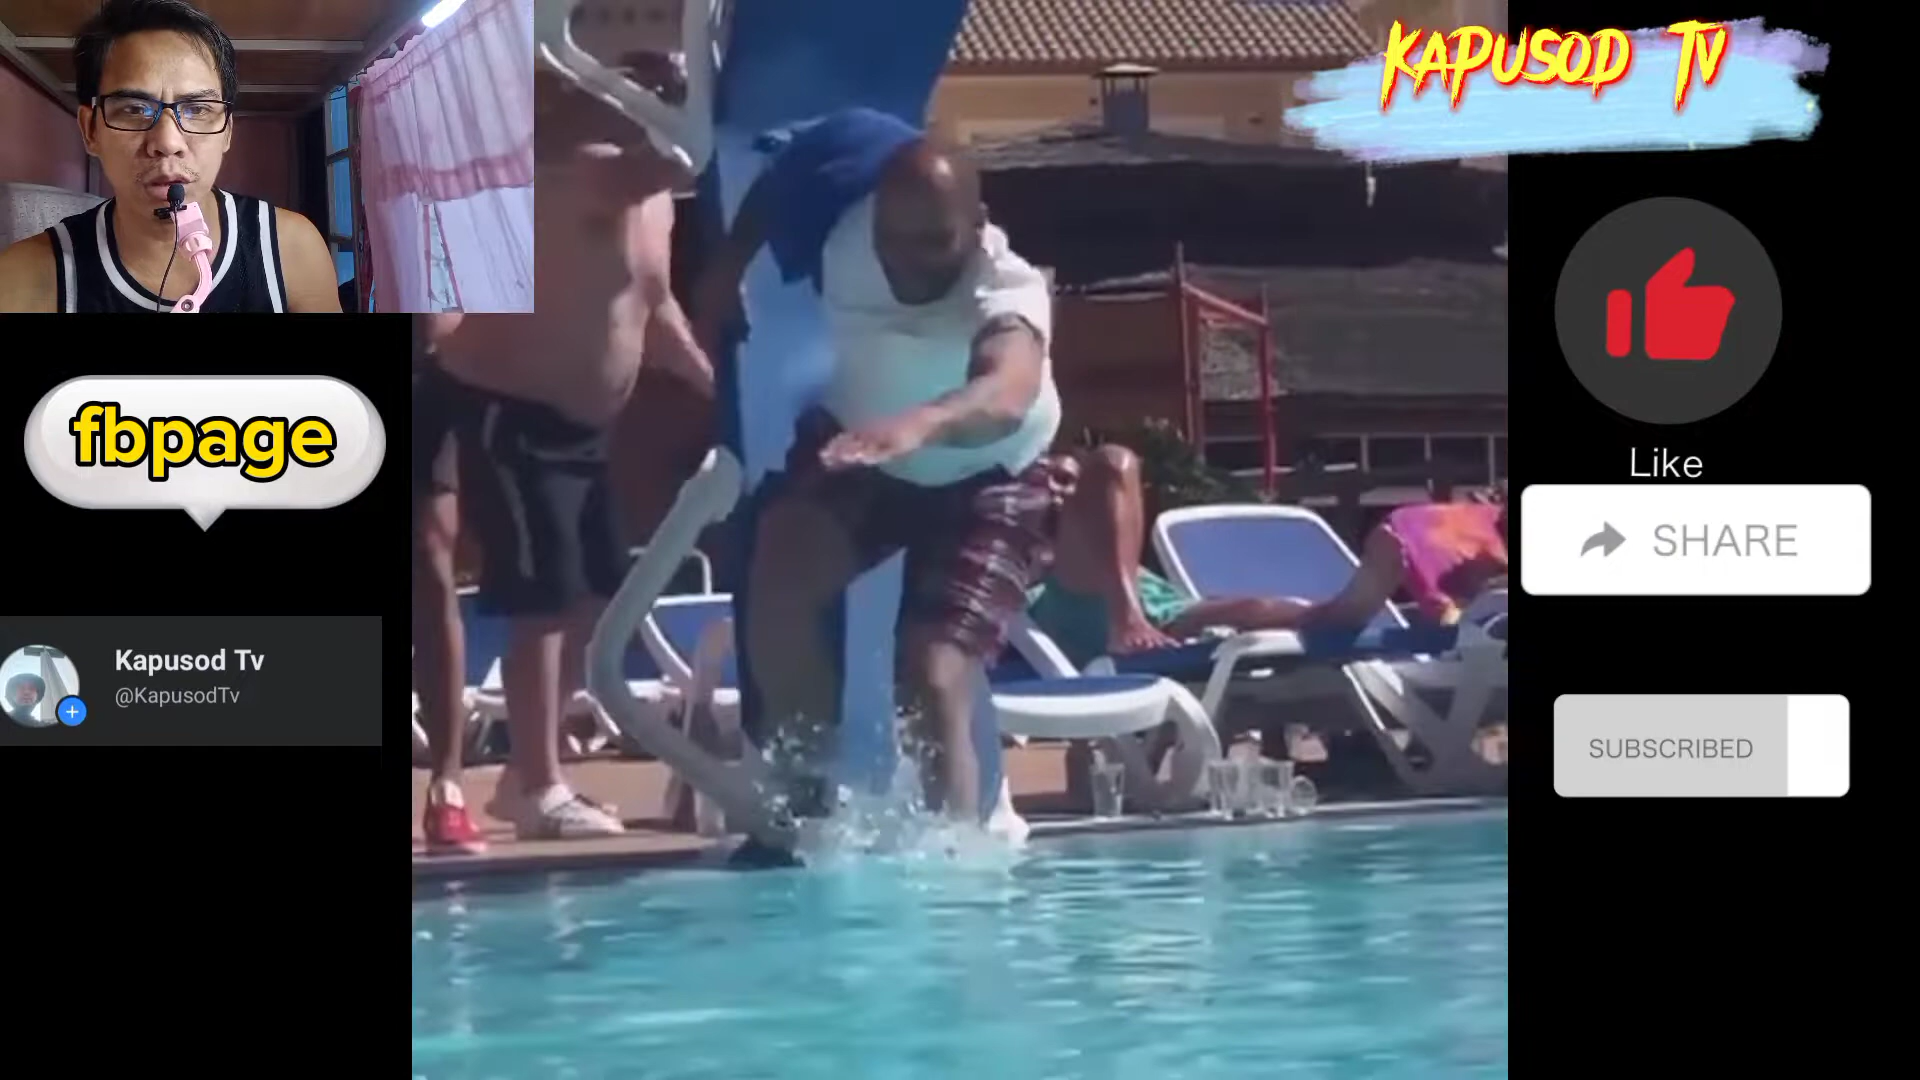 KAPUSOD Tv
fbpage
Like
SHARE
Kapusod Tv
@KapusodTv
SUBSCRIBED